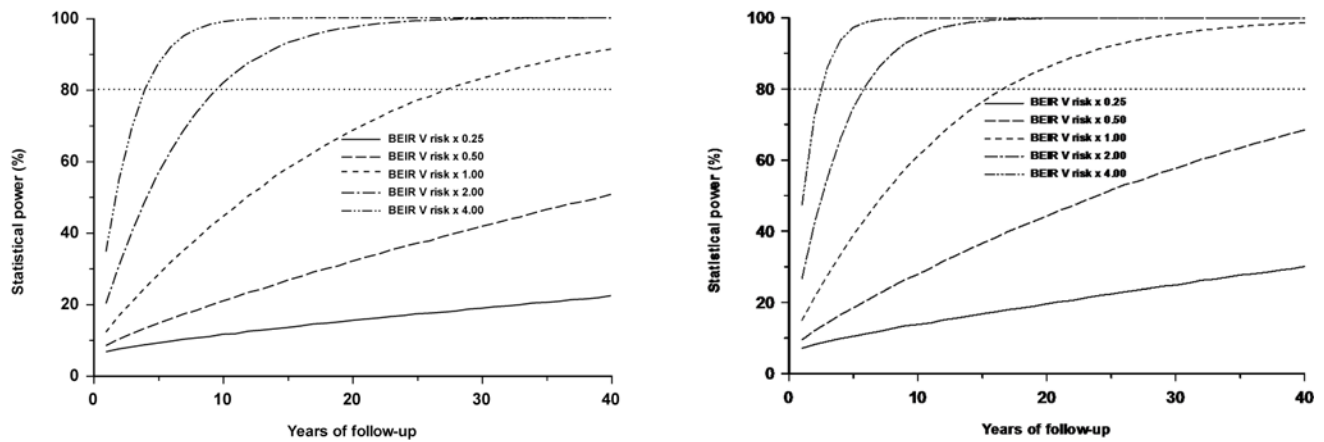 100
80
60
40
20
0
Statistical power (%)
BEIR V risk x 0.25
BEIR V risk x 0.50
BEIR V risk x 1.00
BEIR V risk x 2.00
BEIR V risk x 4.00
0 10 20 30 40
Years of follow-up
100
80
60
40
20
0
Statistical power (%)
BEIR V risk x 0.25
BEIR V risk x 0.50
BEIR V risk x 1.00
BEIR V risk x 2.00
BEIR V risk x 4.00
0 10 20 30 40
Years of follow-up